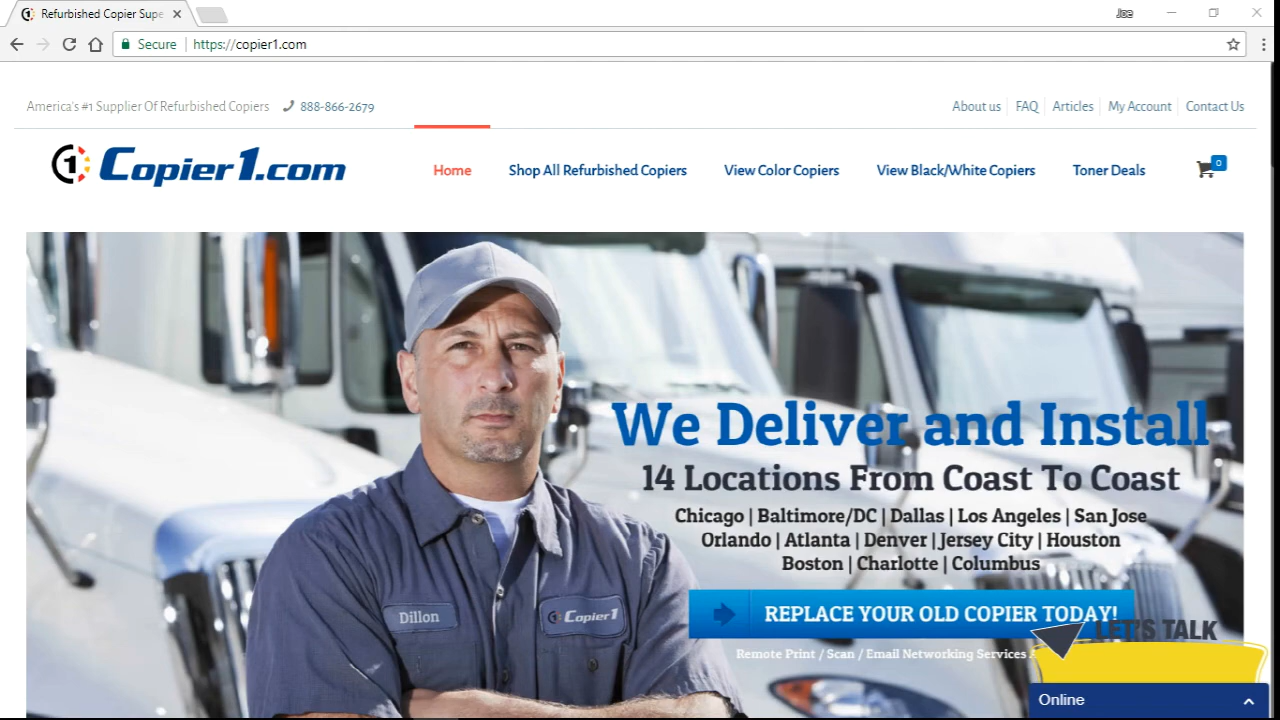 Refurbished Copier Supe
Joe
Secure
https://copier1.com
America's #1 Supplier Of Refurbished Copiers 888-866-2679
About us FAQ Articles My Account Contact Us
1 Copier1.com
Home Shop All Refurbished Copiers View Color Copiers View Black/White Copiers Toner Deals 0
We Deliver and Install
14 Locations From Coast To Coast
Chicago | Baltimore/DC | Dallas | Los Angeles | San Jose
Orlando | Atlanta | Denver | Jersey City | Houston
Boston | Charlotte | Columbus
Dillon
Copier1
REPLACE YOUR OLD COPIER TODAY!
LET'S TALK
Remote Print / Scan / Email Networking Services
Online